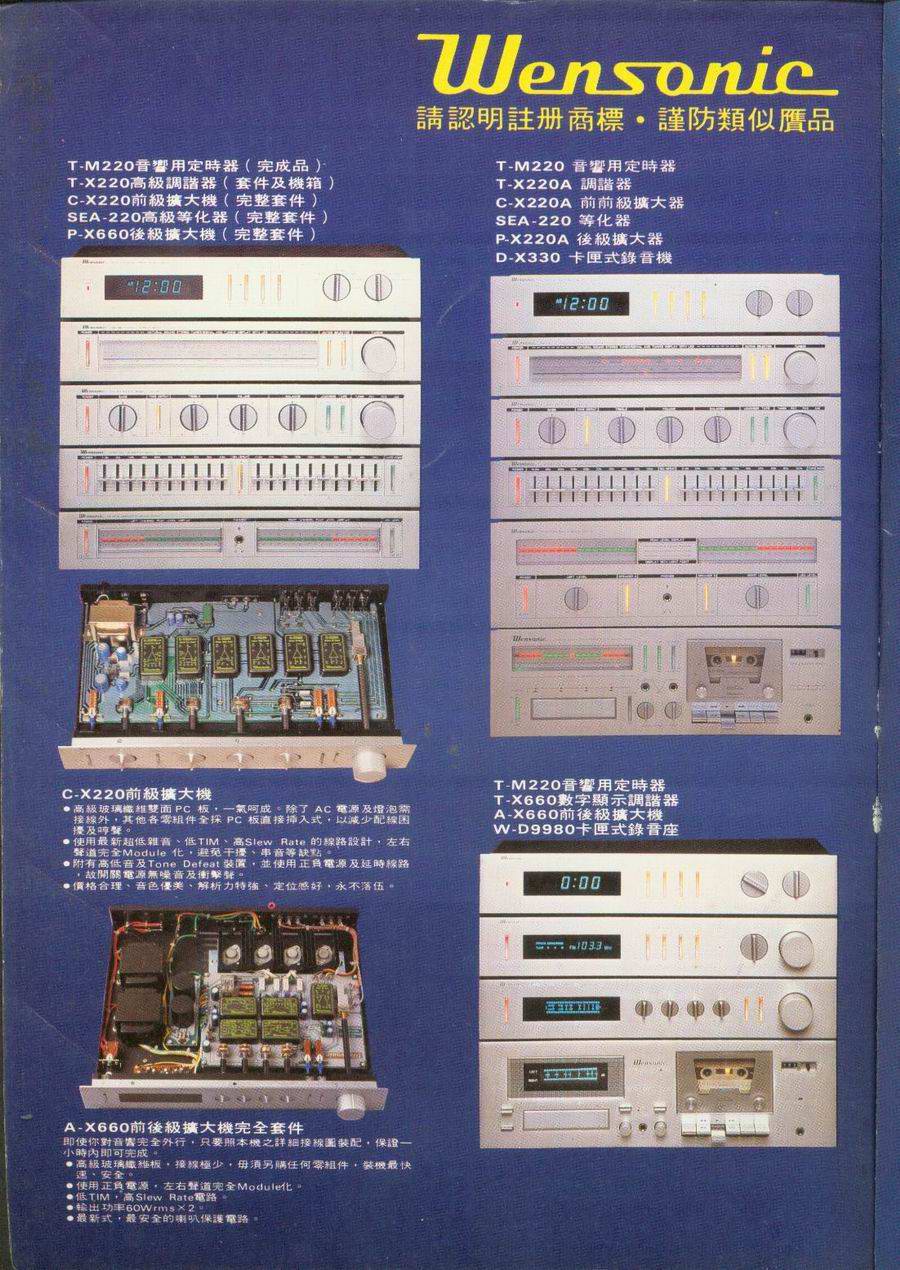 Wensonic
請認明註册商標・謹防類似贋品
T-M220音響用定時器（完成品）
T-X220高級調諧器（套件及機箱）
C-X220前級擴大機（完整套件）
SEA-220高級等化器（完整套件）
P-X660後級擴大機（完整套件）
12:00
C-X220前級擴大機
●高級玻璃纖維雙面PC 板，一氣呵成。除了 AC 電源及燈泡需
接線外，其他各零組件全採 PC 板直接揷入式，以減少配線困
擾及哼聲。
●使用最新超低雜音、低TIM、高Slew Rate 的線路設計，左右
聲道完全Module 化，避免干擾、串音等缺點。
●附有高低音及Tone Defeat 裝置，並使用正負電源及延時線路
，故開關電源無噪音及衝擊聲。
●價格合理、音色優美、解析力特強、定位感好，永不落伍。
A-X660前後級擴大機完全套件
即使你對音響完全外行，只要照本機之詳細接線圖裝配，保證一
小時內即可完成。
●高級玻璃纖維板，接線極少，毋須另購任何零組件，裝機最快
速、安全。
●使用正負電源，左右聲道完全Module化。
●低TIM，高Slew Rate電路。
●輸出功率60Wrms×2。
●最新式，最安全的喇叭保護電路。
T-M220 音響用定時器
T-X220A 調諧器
C-X220A 前前級擴大器
SEA-220 等化器
P-X220A 後級擴大器
D-X330 卡匣式錄音機
12:00
Wensonic
T-M220音響用定時器
T-X660數字顯示調諧器
A-X660前後級擴大機
W-D9980卡匣式錄音座
0:00
FM 103.3 MHz
Wensonic